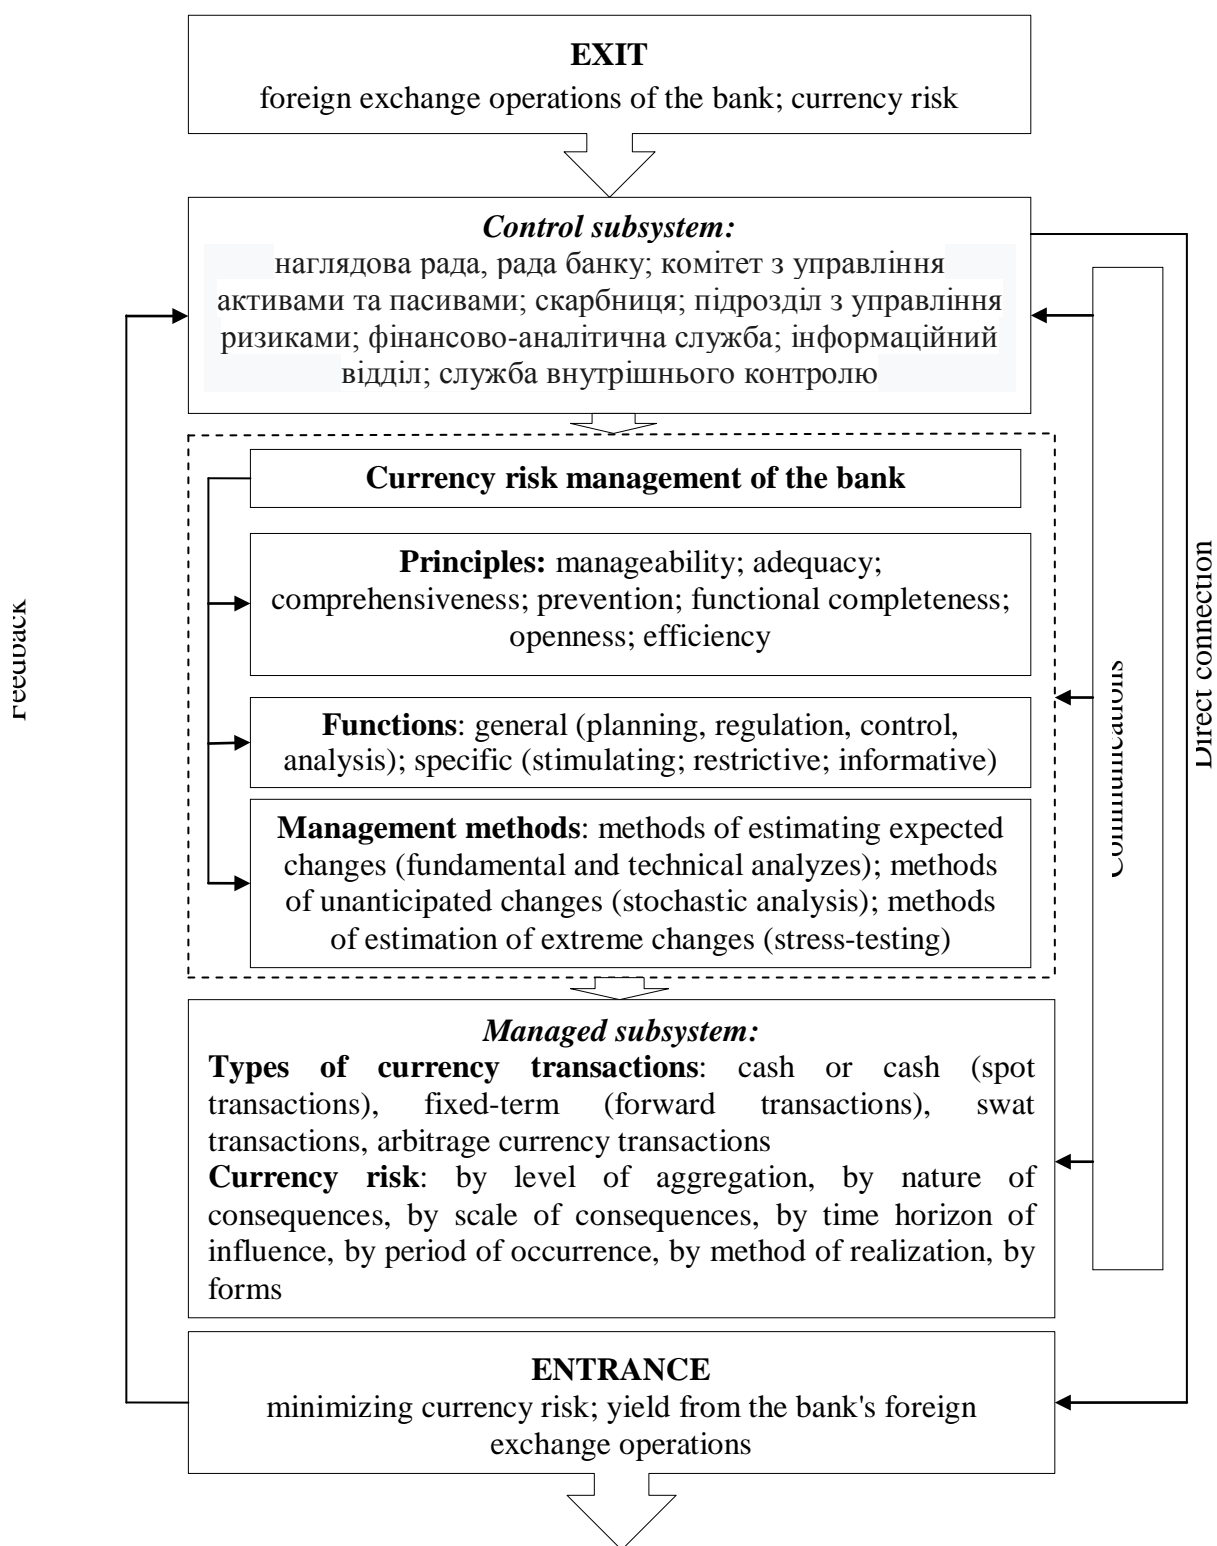 EXIT
foreign exchange operations of the bank; currency risk
Control subsystem:
наглядова рада, рада банку; комітет з управління
активами та пасивами; скарбниця; підрозділ з управління
ризиками; фінансово-аналітична служба; інформаційний
відділ; служба внутрішнього контролю
Currency risk management of the bank
Principles: manageability; adequacy;
comprehensiveness; prevention; functional completeness;
openness; efficiency
Functions: general (planning, regulation, control,
analysis); specific (stimulating; restrictive; informative)
Management methods: methods of estimating expected
changes (fundamental and technical analyzes); methods
of unanticipated changes (stochastic analysis); methods
of estimation of extreme changes (stress-testing)
Managed subsystem:
Types of currency transactions: cash or cash (spot
transactions), fixed-term (forward transactions), swat
transactions, arbitrage currency transactions
Currency risk: by level of aggregation, by nature of
consequences, by scale of consequences, by time horizon of
influence, by period of occurrence, by method of realization, by
forms
ENTRANCE
minimizing currency risk; yield from the bank's foreign
exchange operations
Feedback
Communications
Direct connection